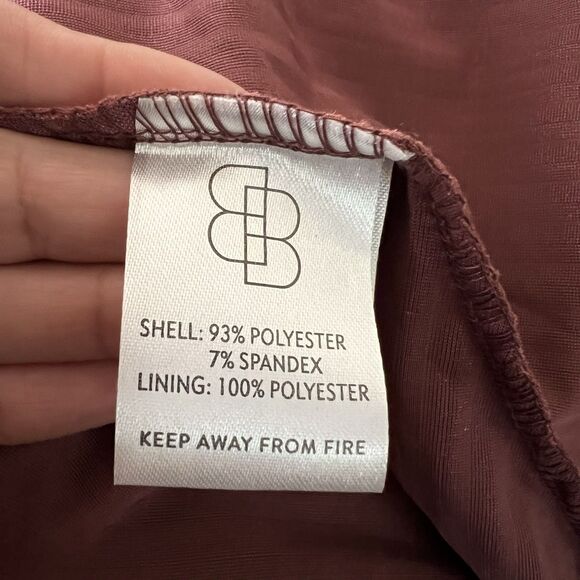 SHELL: 93% POLYESTER
7% SPANDEX
LINING: 100% POLYESTER
KEEP AWAY FROM FIRE